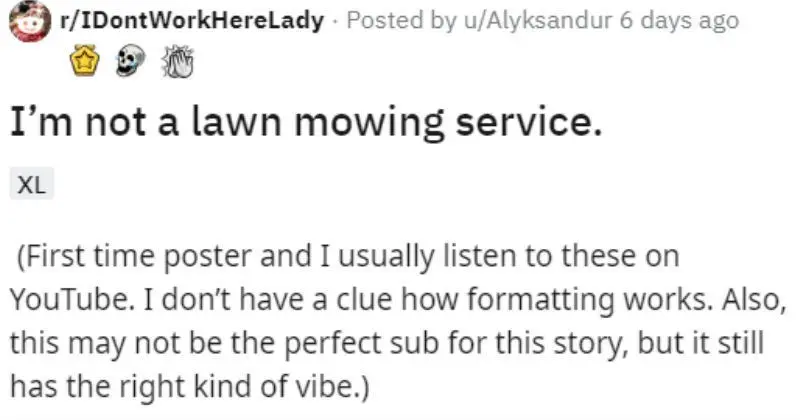 r/IDontWorkHereLady · Posted by u/Alyksandur 6 days ago
I’m not a lawn mowing service.
XL
(First time poster and I usually listen to these on
YouTube. I don’t have a clue how formatting works. Also,
this may not be the perfect sub for this story, but it still
has the right kind of vibe.)